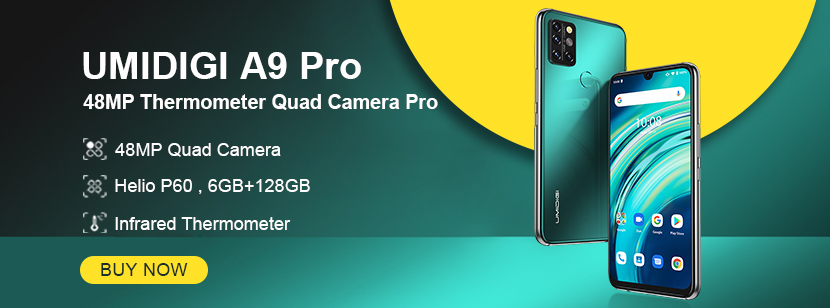 UMIDIGI A9 Pro
48MP Thermometer Quad Camera Pro
48MP Quad Camera
Helio P60 , 6GB+128GB
Infrared Thermometer
BUY NOW
UMIDIGI
10:08